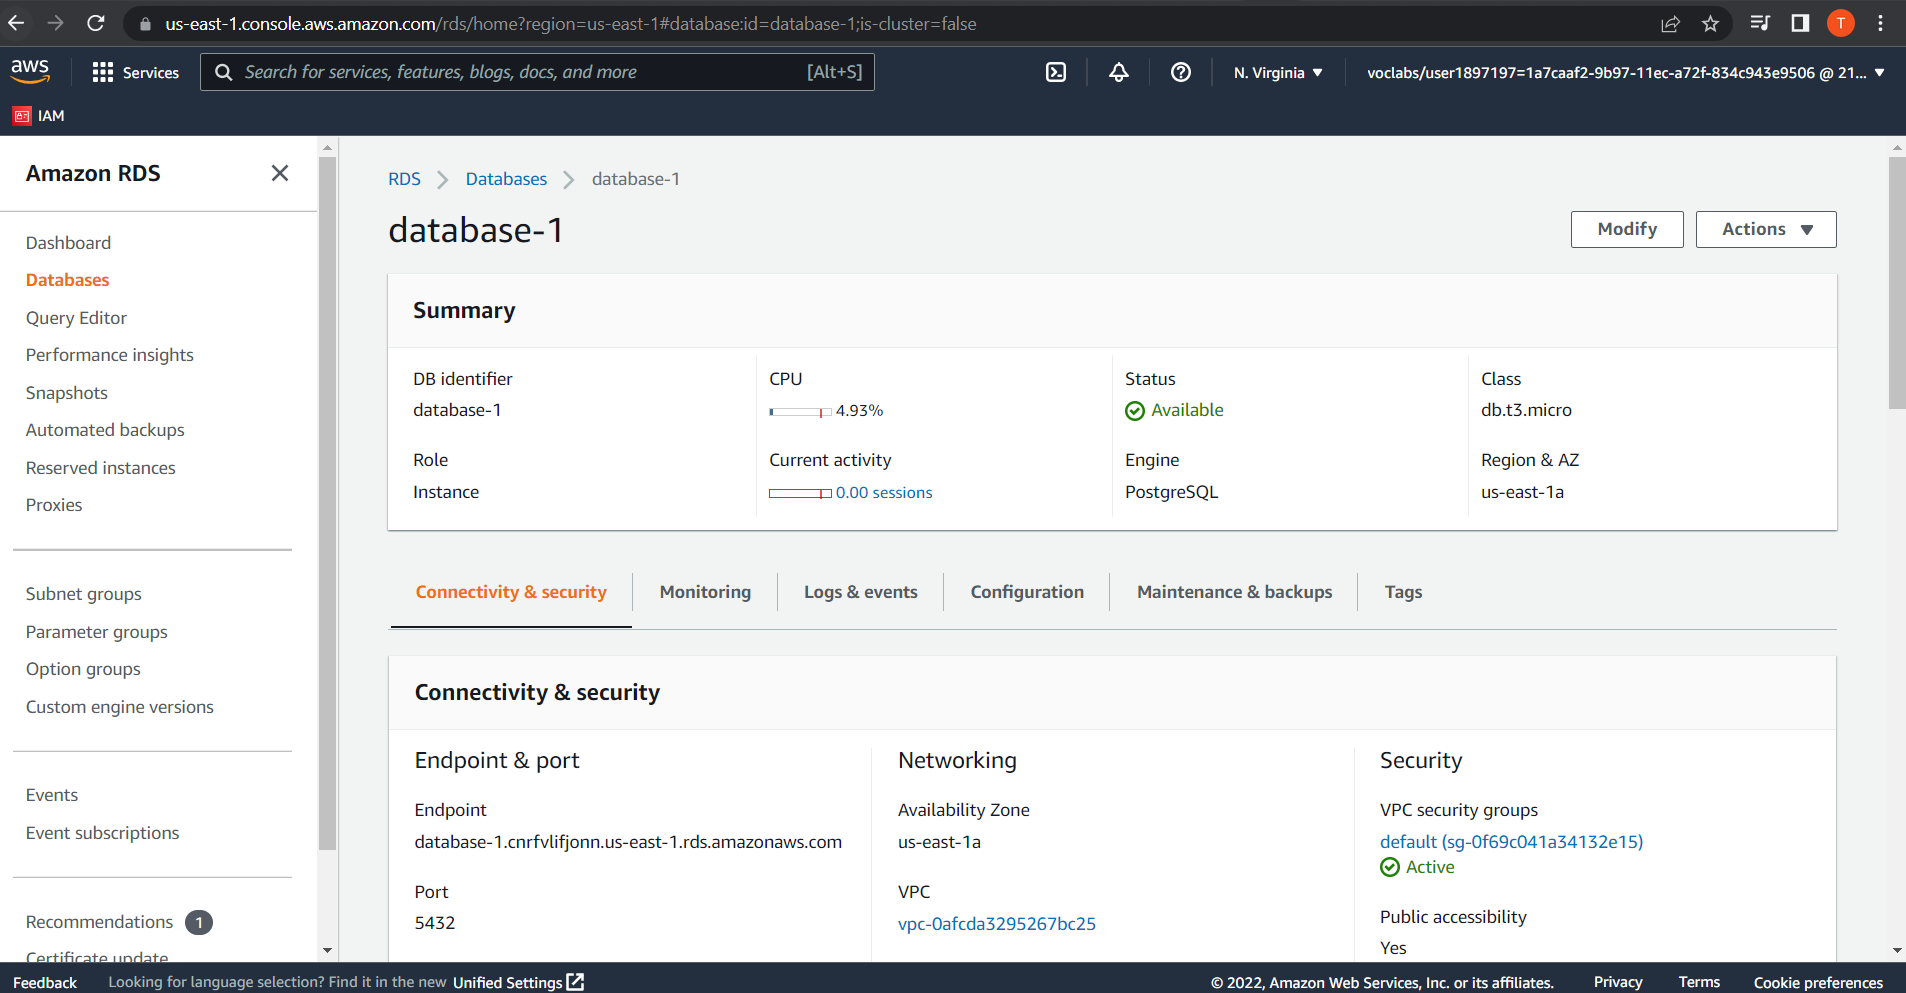 us-east-1.console.aws.amazon.com/rds/home?region=us-east-1#database:id=database-1;is-cluster=false
T
aws
Services
Search for services, features, blogs, docs, and more
[Alt+S]
N. Virginia
voclabs/user1897197=1a7caaf2-9b97-11ec-a72f-834c943e9506 @ 21...
IAM
Amazon RDS
Dashboard
Databases
Query Editor
Performance insights
Snapshots
Automated backups
Reserved instances
Proxies
Subnet groups
Parameter groups
Option groups
Custom engine versions
Events
Event subscriptions
Recommendations 1
Certificate update
RDS > Databases > database-1
database-1
Modify
Actions
Summary
DB identifier
database-1
CPU
4.93%
Status
Available
Class
db.t3.micro
Role
Instance
Current activity
0.00 sessions
Engine
PostgreSQL
Region & AZ
us-east-1a
Connectivity & security
Monitoring
Logs & events
Configuration
Maintenance & backups
Tags
Connectivity & security
Endpoint & port
Endpoint
database-1.cnrfvlifjonn.us-east-1.rds.amazonaws.com
Port
5432
Networking
Availability Zone
us-east-1a
VPC
vpc-0afcda3295267bc25
Security
VPC security groups
default (sg-0f69c041a34132e15)
Active
Public accessibility
Yes
Feedback
Looking for language selection? Find it in the new Unified Settings
© 2022, Amazon Web Services, Inc. or its affiliates.
Privacy
Terms
Cookie preferences